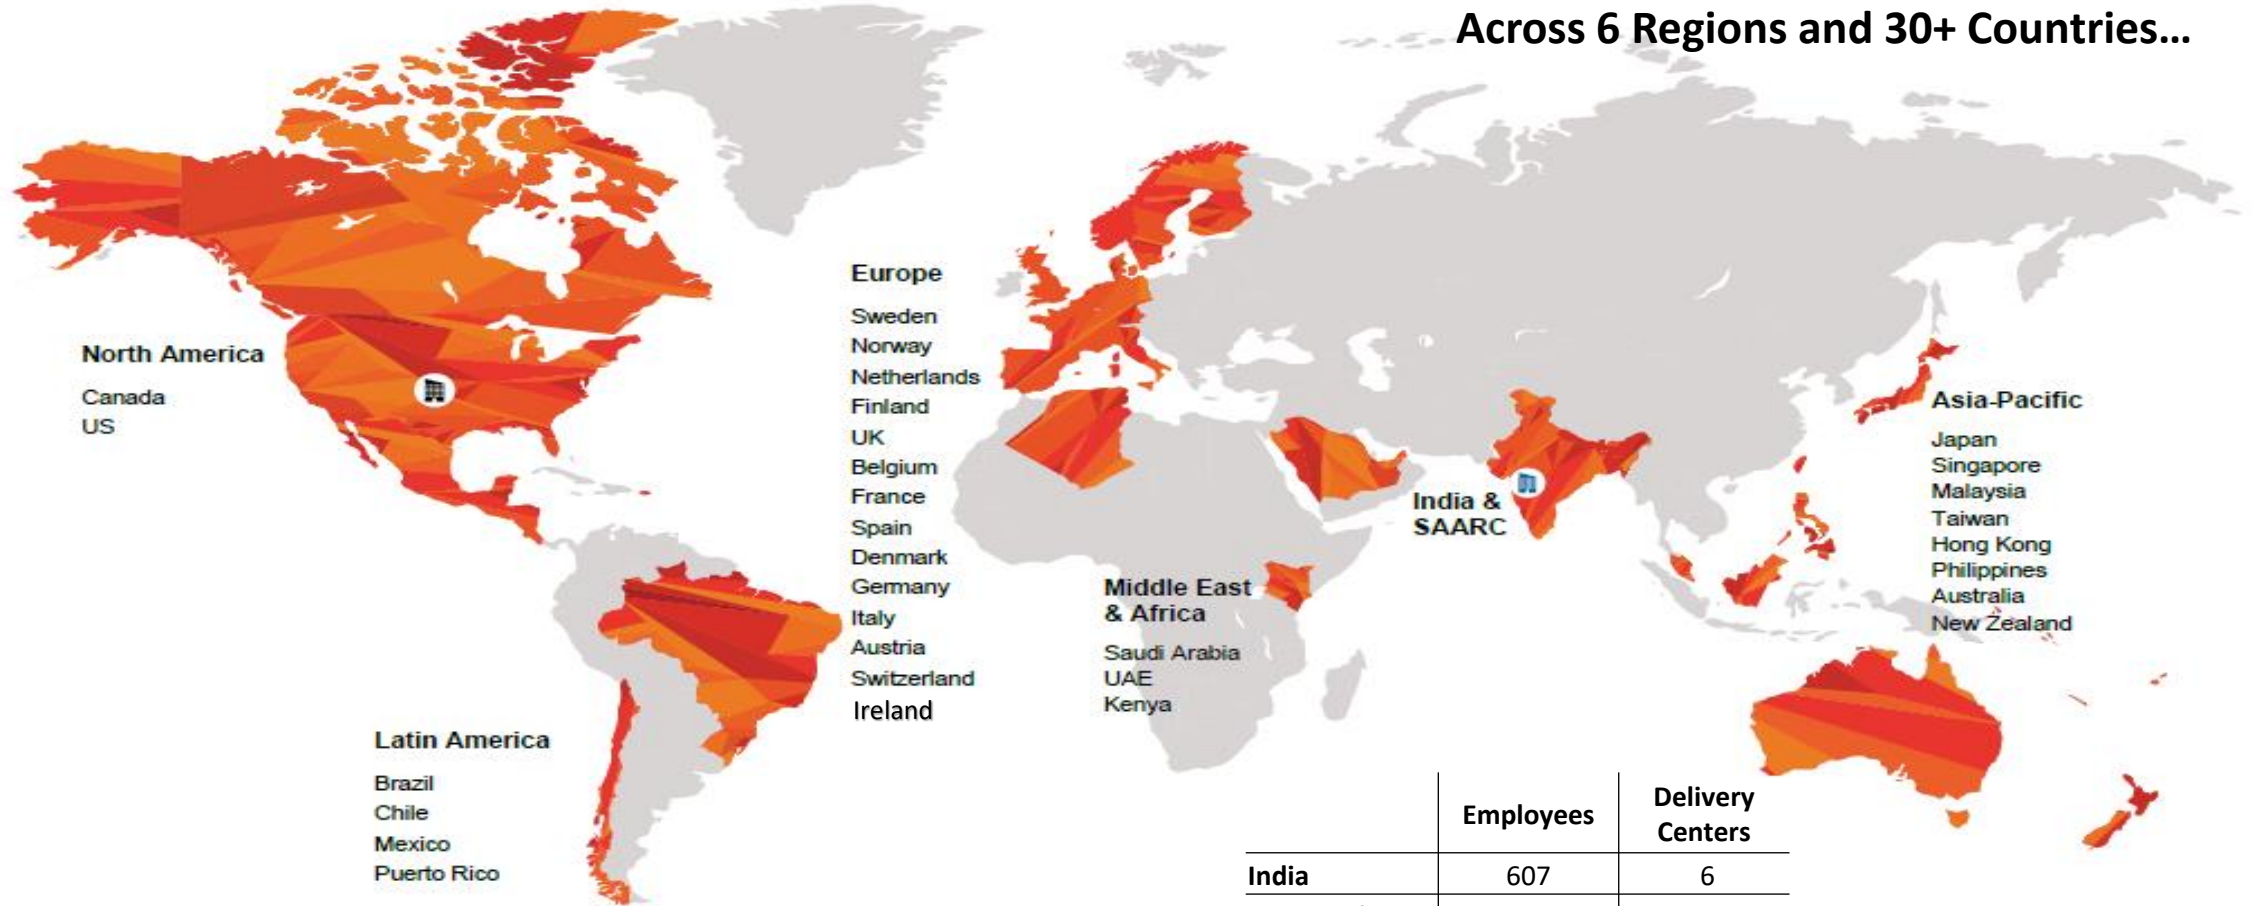 Across 6 Regions and 30+ Countries…
North America
Canada
US
Europe
Sweden
Norway
Netherlands
Finland
UK
Belgium
France
Spain
Denmark
Germany
Italy
Austria
Switzerland
Ireland
Latin America
Brazil
Chile
Mexico
Puerto Rico
Middle East
& Africa
Saudi Arabia
UAE
Kenya
India &
SAARC
Asia-Pacific
Japan
Singapore
Malaysia
Taiwan
Hong Kong
Philippines
Australia
New Zealand
Employees Delivery
Centers
India 607 6